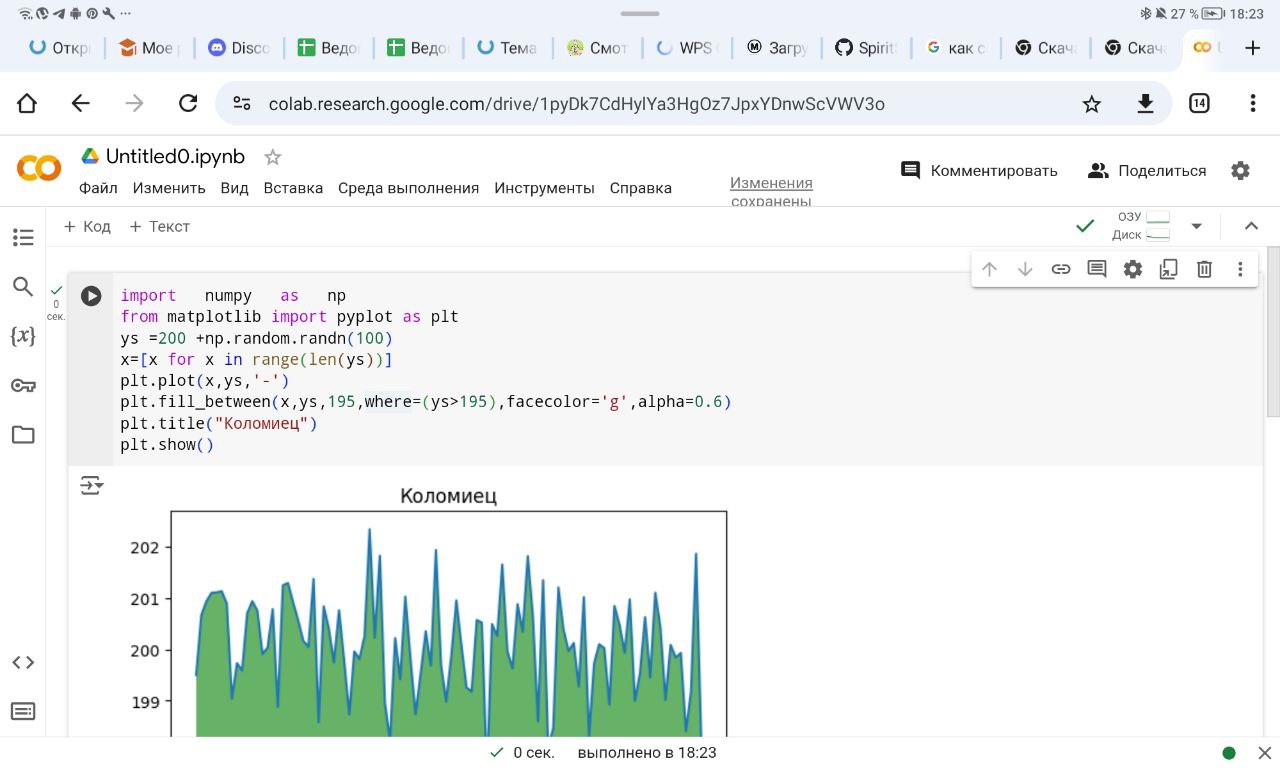 27 % 18:23
Откр Мое Disco Ведо Ведо Тема Смот WPS Загру Spirit как с Скача Скача
colab.research.google.com/drive/1pyDk7CdHylYa3HgOz7JpxYDnwScVWV3o 14
Untitled0.ipynb
Комментировать Поделиться
Файл Изменить Вид Вставка Среда выполнения Инструменты Справка Изменения сохранены
+ Код + Текст ОЗУ Диск
0 сек.
import numpy as np
from matplotlib import pyplot as plt
ys =200 +np.random.randn(100)
x=[x for x in range(len(ys))]
plt.plot(x,ys,'-')
plt.fill_between(x,ys,195,where=(ys>195),facecolor='g',alpha=0.6)
plt.title("Коломиец")
plt.show()
Коломиец
202
201
200
199
0 сек. выполнено в 18:23